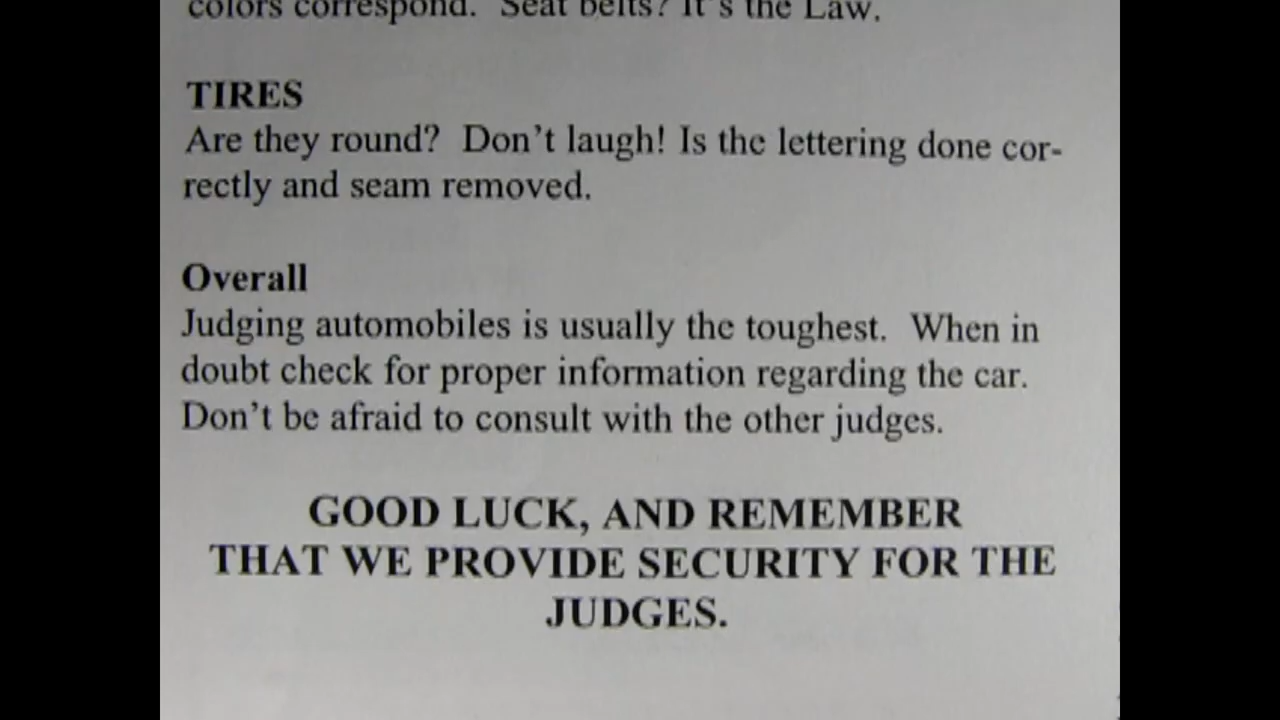 colors correspond.  Seat belts? It's the Law.
TIRES
Are they round?  Don't laugh! Is the lettering done cor-
rectly and seam removed.
Overall
Judging automobiles is usually the toughest.  When in
doubt check for proper information regarding the car.
Don't be afraid to consult with the other judges.
GOOD LUCK, AND REMEMBER
THAT WE PROVIDE SECURITY FOR THE
JUDGES.